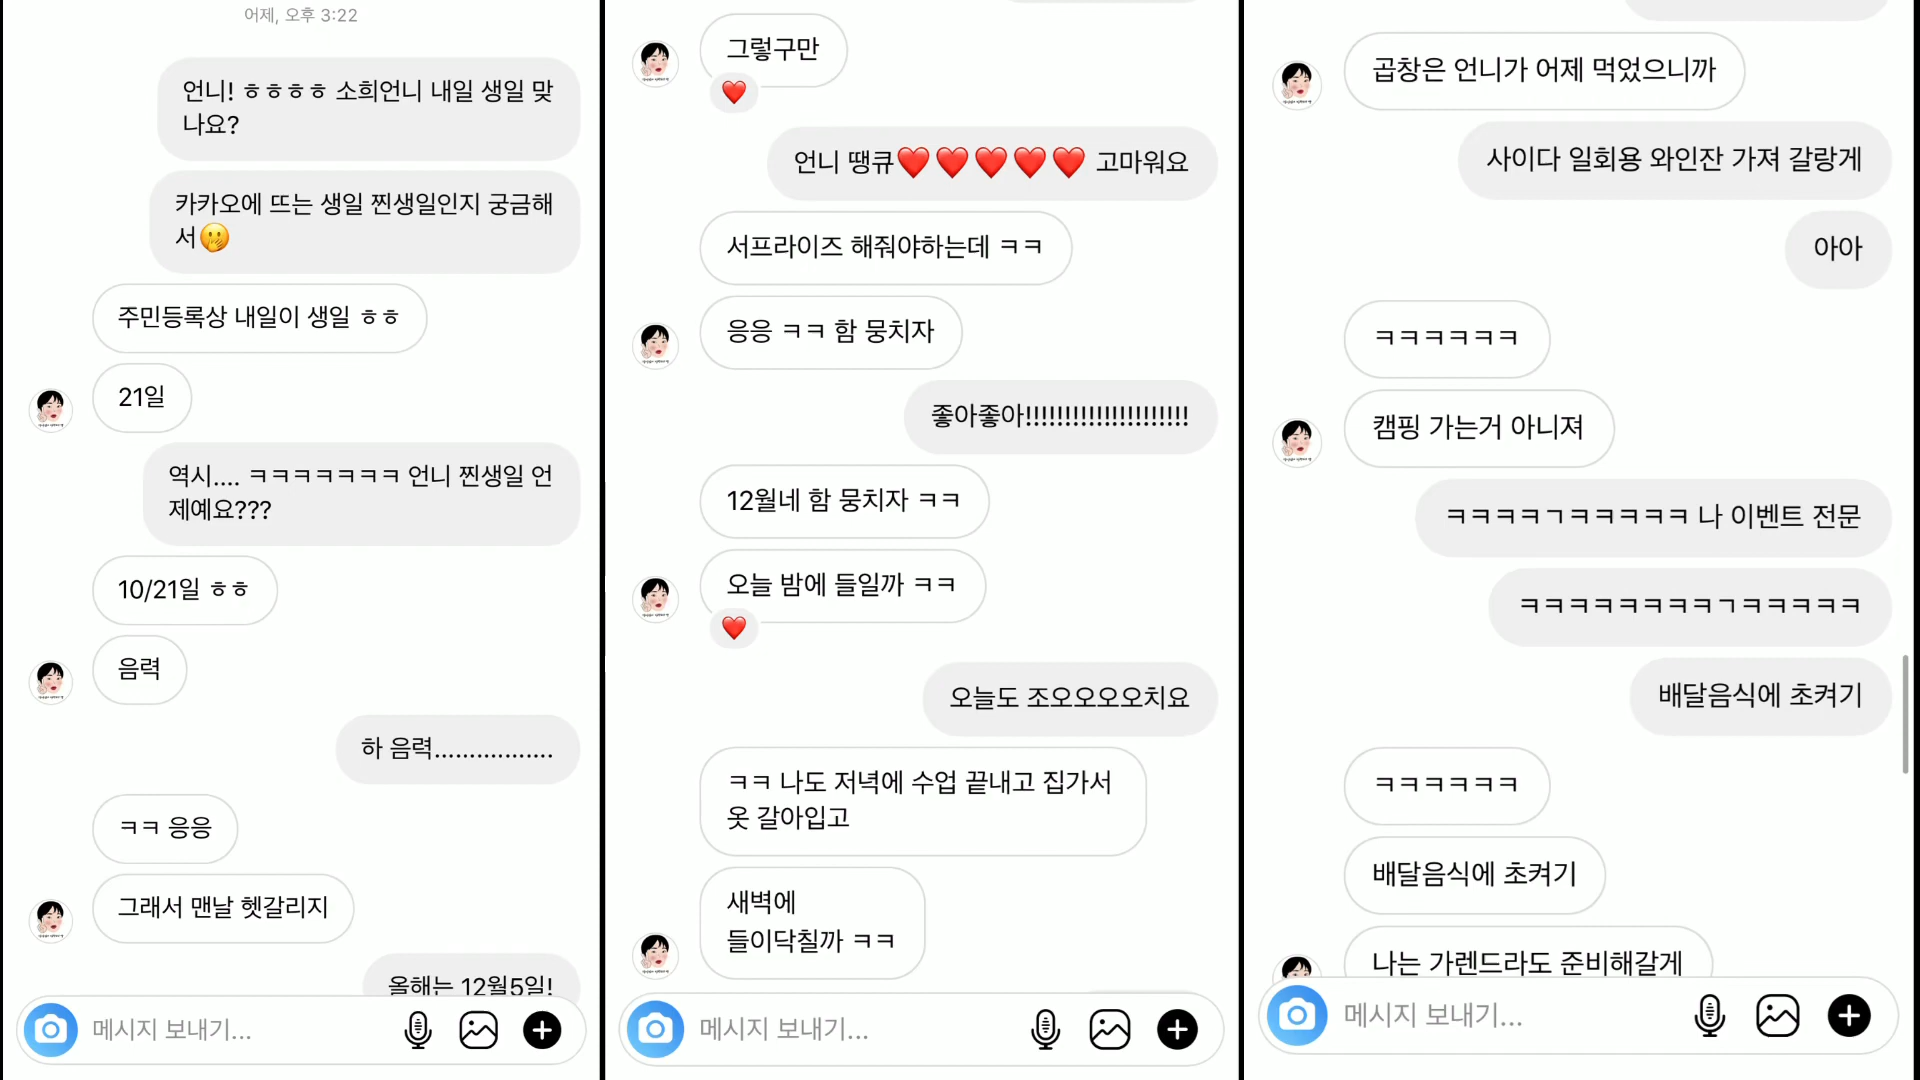 어제, 오후 3:22
언니! ㅎㅎㅎㅎ 소희언니 내일 생일 맞
나요?
카카오에 뜨는 생일 찐생일인지 궁금해
서🤭
주민등록상 내일이 생일 ㅎㅎ
21일
역시.... ㅋㅋㅋㅋㅋㅋㅋ 언니 찐생일 언
제예요???
10/21일 ㅎㅎ
음력
하 음력.................
ㅋㅋ 응응
그래서 맨날 헷갈리지
올해는 12월5일!
메시지 보내기...
그렇구만
❤️
언니 땡큐❤️❤️❤️❤️❤️ 고마워요
서프라이즈 해줘야하는데 ㅋㅋ
응응 ㅋㅋ 함 뭉치자
좋아좋아!!!!!!!!!!!!!!!!!!!!!
12월네 함 뭉치자 ㅋㅋ
오늘 밤에 들일까 ㅋㅋ
❤️
오늘도 조오오오오치요
ㅋㅋ 나도 저녁에 수업 끝내고 집가서
옷 갈아입고
새벽에
들이닥칠까 ㅋㅋ
메시지 보내기...
곱창은 언니가 어제 먹었으니까
사이다 일회용 와인잔 가져 갈랑게
아아
ㅋㅋㅋㅋㅋㅋ
캠핑 가는거 아니져
ㅋㅋㅋㅋㄱㅋㅋㅋㅋㅋ 나 이벤트 전문
ㅋㅋㅋㅋㅋㅋㅋㅋㄱㅋㅋㅋㅋㅋ
배달음식에 초켜기
ㅋㅋㅋㅋㅋㅋ
배달음식에 초켜기
나는 가렌드라도 준비해갈게
메시지 보내기...